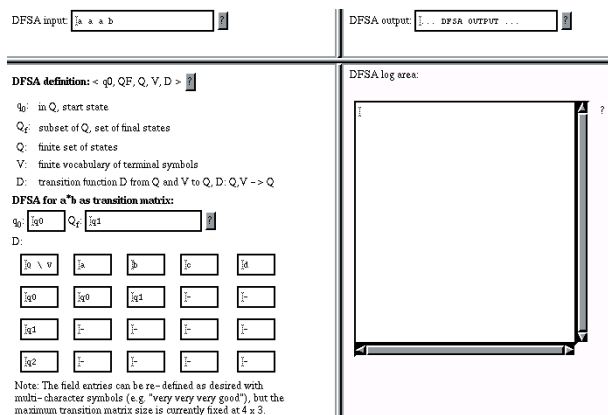 DFSA input: a a a b ?
DFSA output: ... DFSA OUTPUT ... ?
DFSA definition: < q0, QF, Q, V, D > ?
q0: in Q, start state
Qf: subset of Q, set of final states
Q: finite set of states
V: finite vocabulary of terminal symbols
D: transition function D from Q and V to Q, D: Q,V -> Q
DFSA for a*b as transition matrix:
q0: q0 Qf: q1 ?
D:
Q \ V a b c d
q0 q0 q1 - -
q1 - - - -
q2 - - - -
Note: The field entries can be re-defined as desired with
multi-character symbols (e.g. "very very very good"), but the
maximum transition matrix size is currently fixed at 4 x 3.
DFSA log area:
?